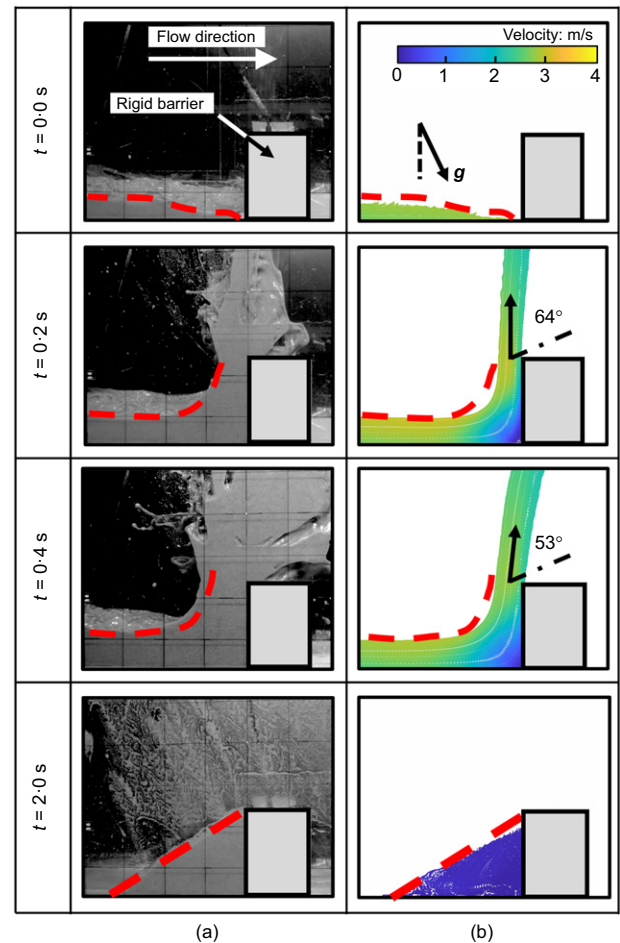 t = 0·0 s
Flow direction
Rigid barrier
Velocity: m/s
0 1 2 3 4
g
t = 0·2 s
64°
t = 0·4 s
53°
t = 2·0 s
(a)
(b)